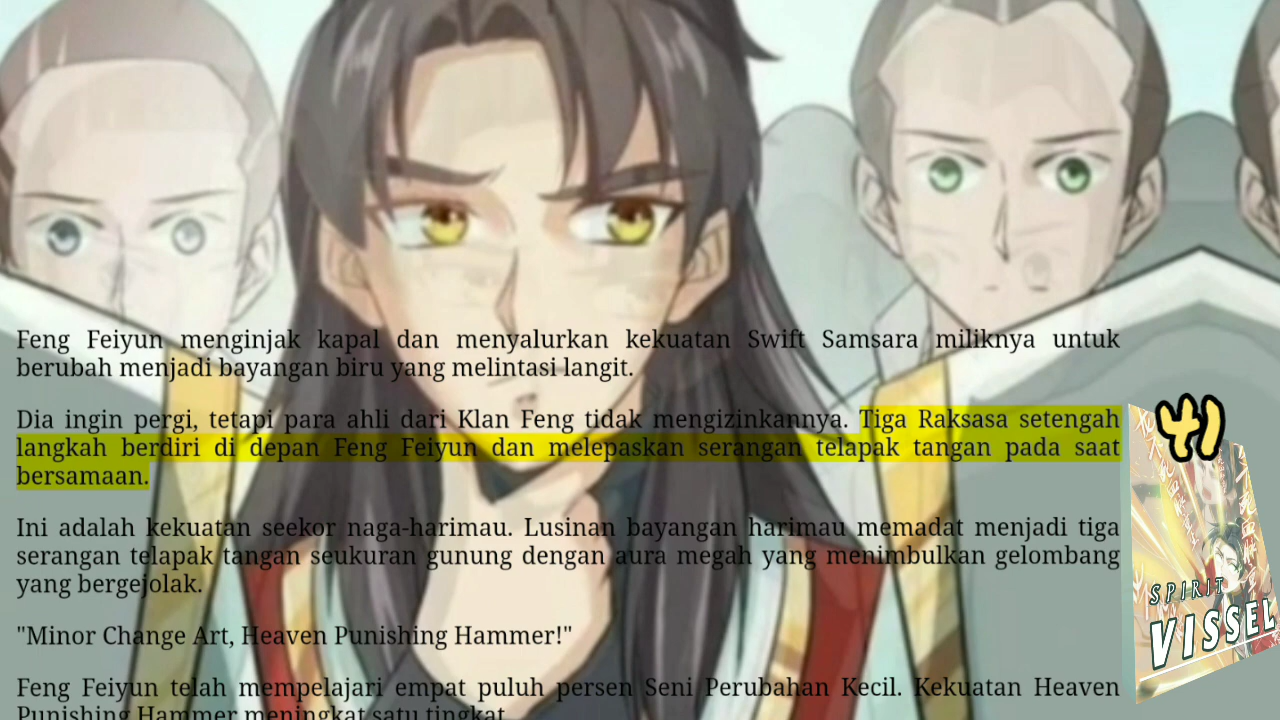 Feng Feiyun menginjak kapal dan menyalurkan kekuatan Swift Samsara miliknya untuk
berubah menjadi bayangan biru yang melintasi langit.
Dia ingin pergi, tetapi para ahli dari Klan Feng tidak mengizinkannya. Tiga Raksasa setengah
langkah berdiri di depan Feng Feiyun dan melepaskan serangan telapak tangan pada saat
bersamaan.
Ini adalah kekuatan seekor naga-harimau. Lusinan bayangan harimau memadat menjadi tiga
serangan telapak tangan seukuran gunung dengan aura megah yang menimbulkan gelombang
yang bergejolak.
"Minor Change Art, Heaven Punishing Hammer!"
Feng Feiyun telah mempelajari empat puluh persen Seni Perubahan Kecil. Kekuatan Heaven
Punishing Hammer meningkat satu tingkat.
41
SPIRIT
VISSEL